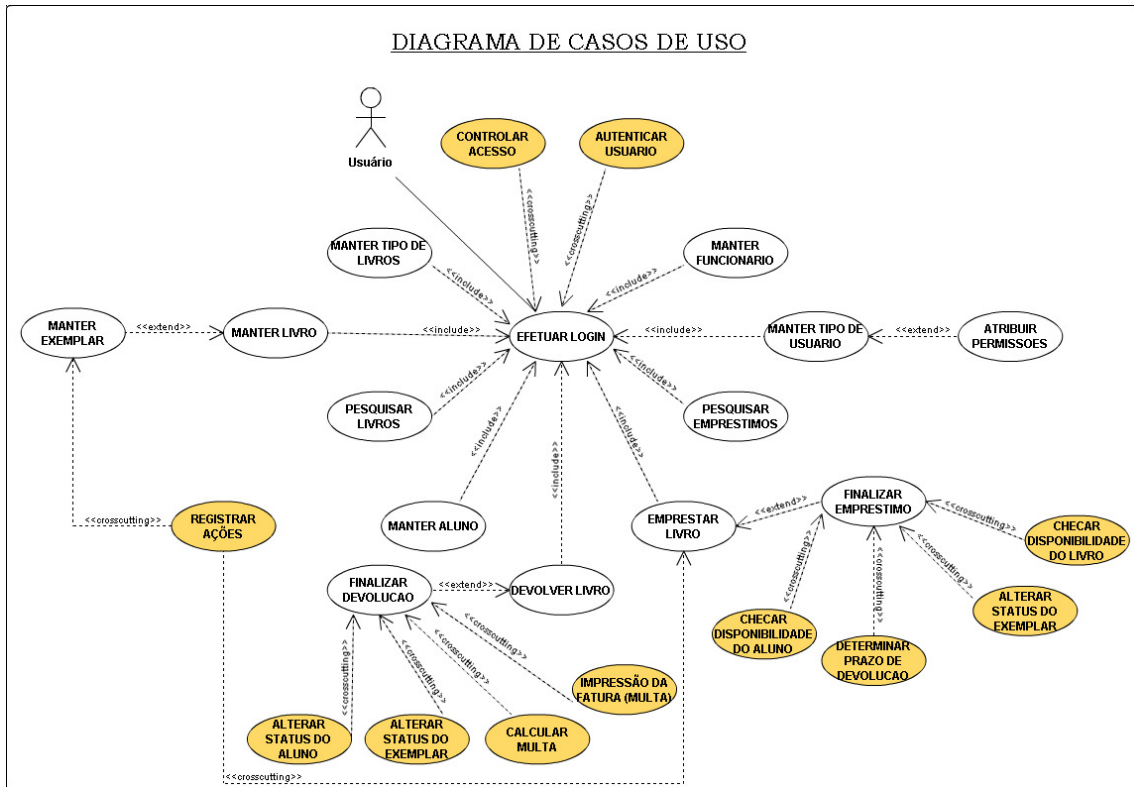 DIAGRAMA DE CASOS DE USO
Usuário
CONTROLAR
ACESSO
AUTENTICAR
USUARIO
<<crosscutting>>
<<crosscutting>>
MANTER TIPO DE
LIVROS
<<include>>
<<include>>
MANTER
FUNCIONARIO
MANTER
EXEMPLAR
<<extend>>
MANTER LIVRO
<<include>>
EFETUAR LOGIN
<<include>>
MANTER TIPO DE
USUARIO
<<extend>>
ATRIBUIR
PERMISSOES
PESQUISAR
LIVROS
<<include>>
<<include>>
PESQUISAR
EMPRESTIMOS
<<include>>
<<include>>
<<include>>
<<crosscutting>>
REGISTRAR
AÇÕES
MANTER ALUNO
EMPRESTAR
LIVRO
<<extend>>
FINALIZAR
EMPRESTIMO
<<crosscutting>>
CHECAR
DISPONIBILIDADE
DO LIVRO
<<crosscutting>>
<<crosscutting>>
<<crosscutting>>
FINALIZAR
DEVOLUCAO
<<extend>>
DEVOLVER LIVRO
CHECAR
DISPONIBILIDADE
DO ALUNO
DETERMINAR
PRAZO DE
DEVOLUCAO
ALTERAR
STATUS DO
EXEMPLAR
<<crosscutting>>
<<crosscutting>>
<<crosscutting>>
<<crosscutting>>
IMPRESSÃO DA
FATURA (MULTA)
ALTERAR
STATUS DO
ALUNO
ALTERAR
STATUS DO
EXEMPLAR
CALCULAR
MULTA
<<crosscutting>>